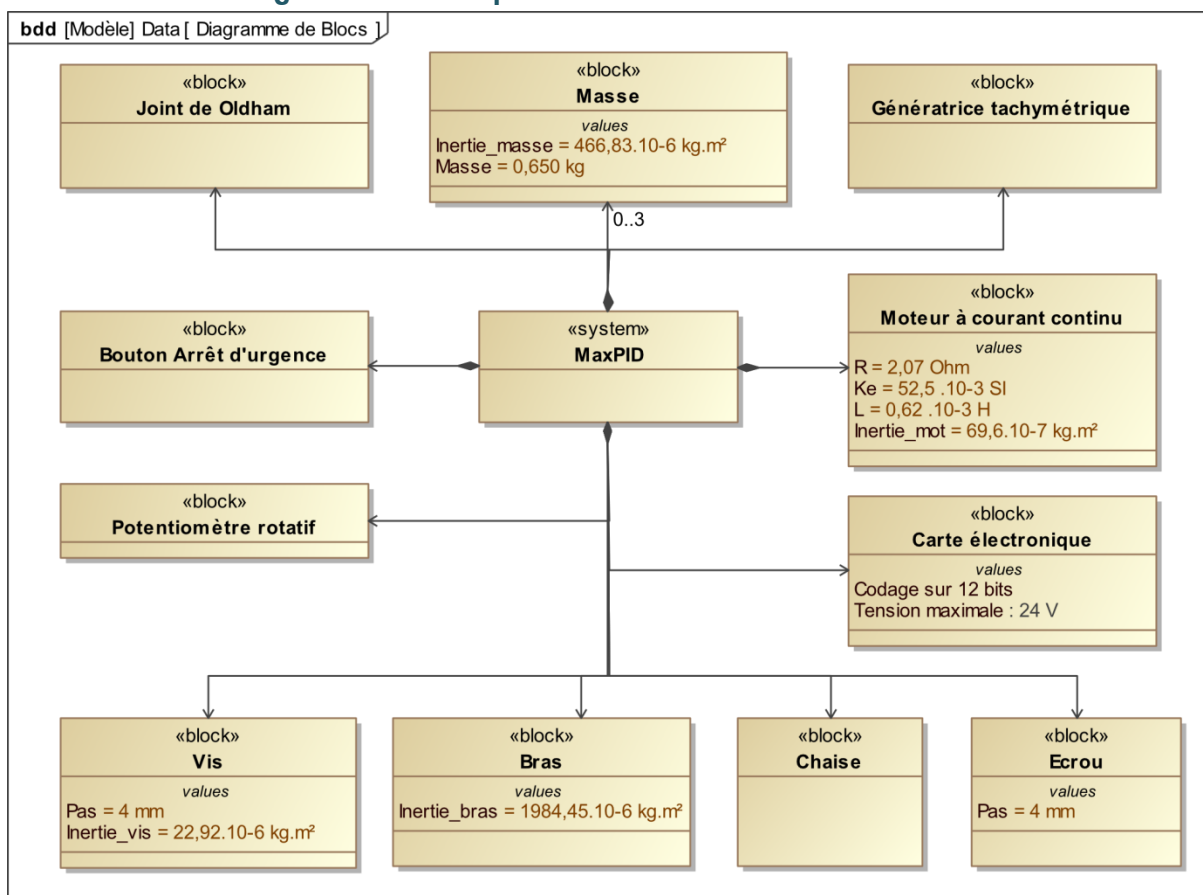 bdd [Modèle] Data [ Diagramme de Blocs ]
«block»
Joint de Oldham
«block»
Masse
values
Inertie_masse = 466,83.10-6 kg.m²
Masse = 0,650 kg
«block»
Génératrice tachymétrique
0..3
«block»
Bouton Arrêt d'urgence
«system»
MaxPID
«block»
Moteur à courant continu
values
R = 2,07 Ohm
Ke = 52,5 .10-3 SI
L = 0,62 .10-3 H
Inertie_mot = 69,6.10-7 kg.m²
«block»
Potentiomètre rotatif
«block»
Carte électronique
values
Codage sur 12 bits
Tension maximale : 24 V
«block»
Vis
values
Pas = 4 mm
Inertie_vis = 22,92.10-6 kg.m²
«block»
Bras
values
Inertie_bras = 1984,45.10-6 kg.m²
«block»
Chaise
«block»
Ecrou
values
Pas = 4 mm